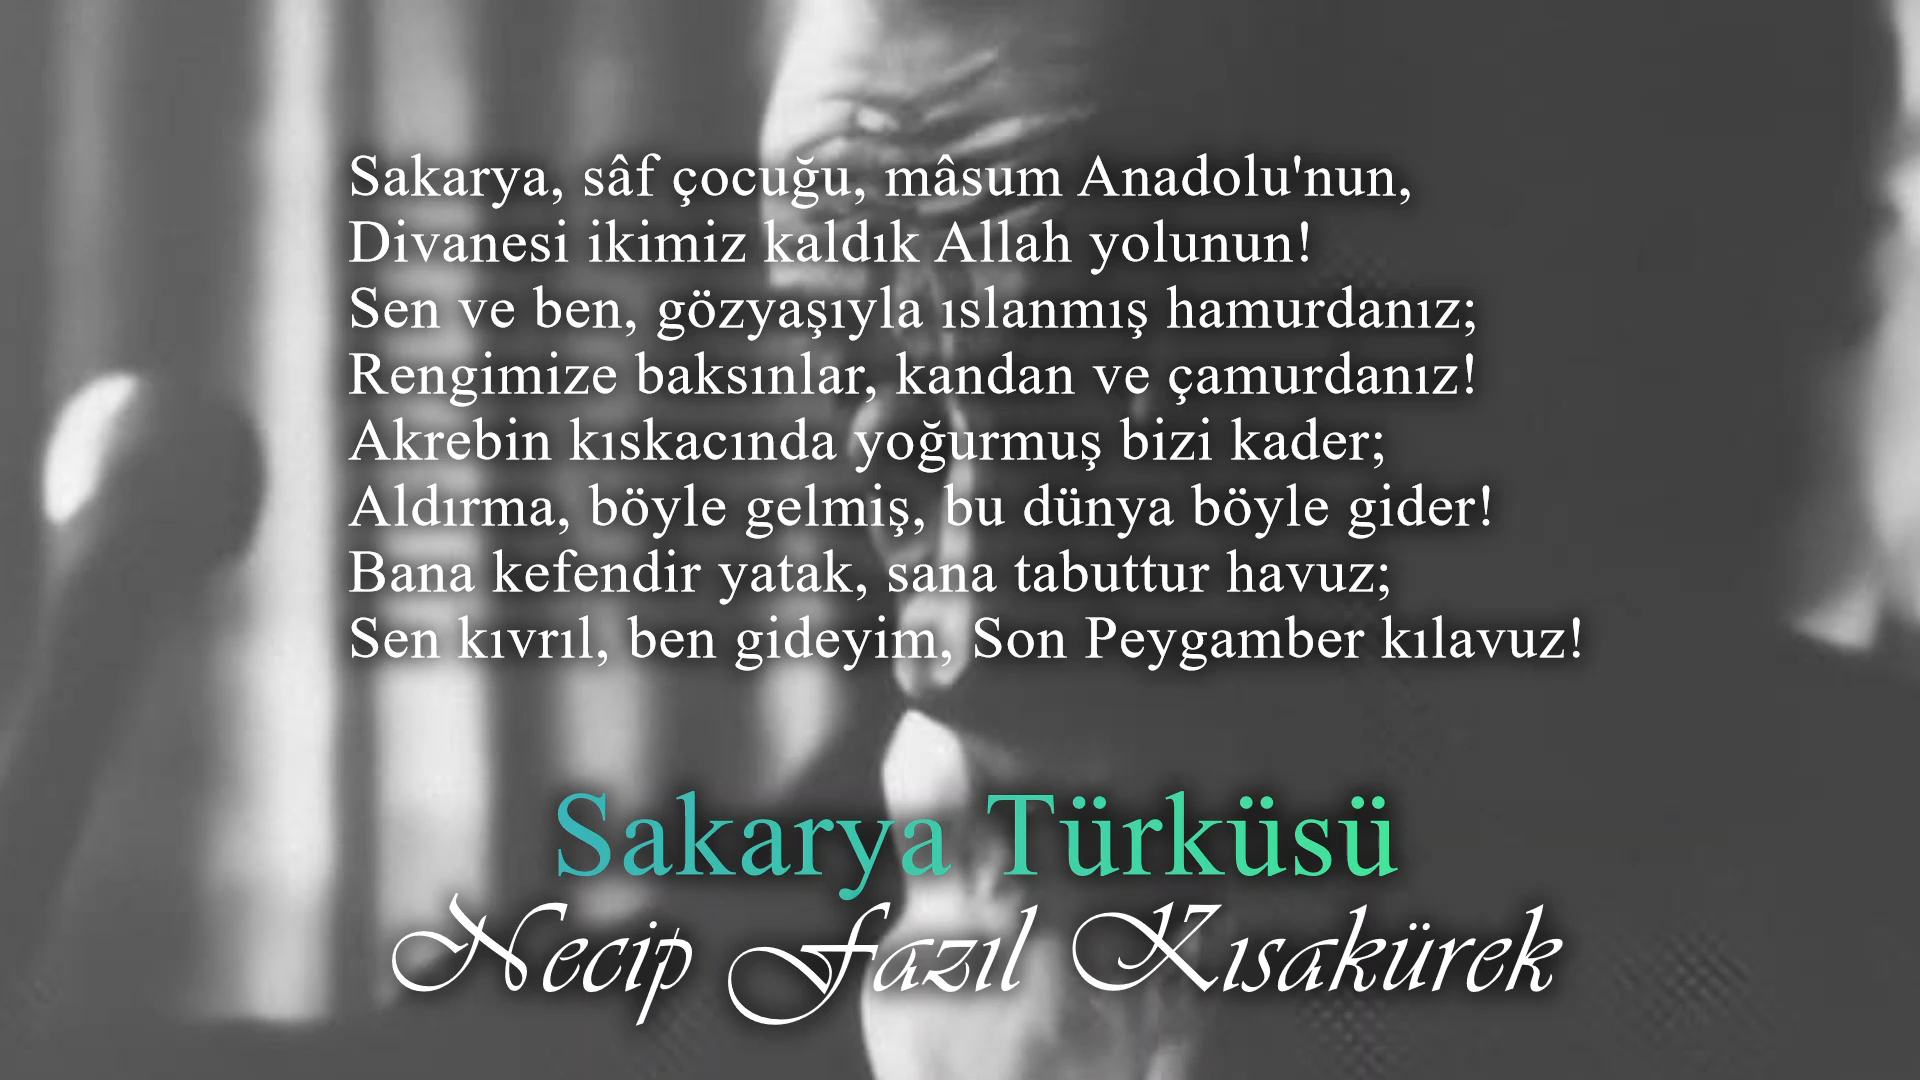 Sakarya, sâf çocuğu, mâsum Anadolu'nun,
Divanesi ikimiz kaldık Allah yolunun!
Sen ve ben, gözyaşıyla ıslanmış hamurdanız;
Rengimize baksınlar, kandan ve çamurdanız!
Akrebin kıskacında yoğurmuş bizi kader;
Aldırma, böyle gelmiş, bu dünya böyle gider!
Bana kefendir yatak, sana tabuttur havuz;
Sen kıvrıl, ben gideyim, Son Peygamber kılavuz!
Sakarya Türküsü
Necip Fazıl Kısakürek